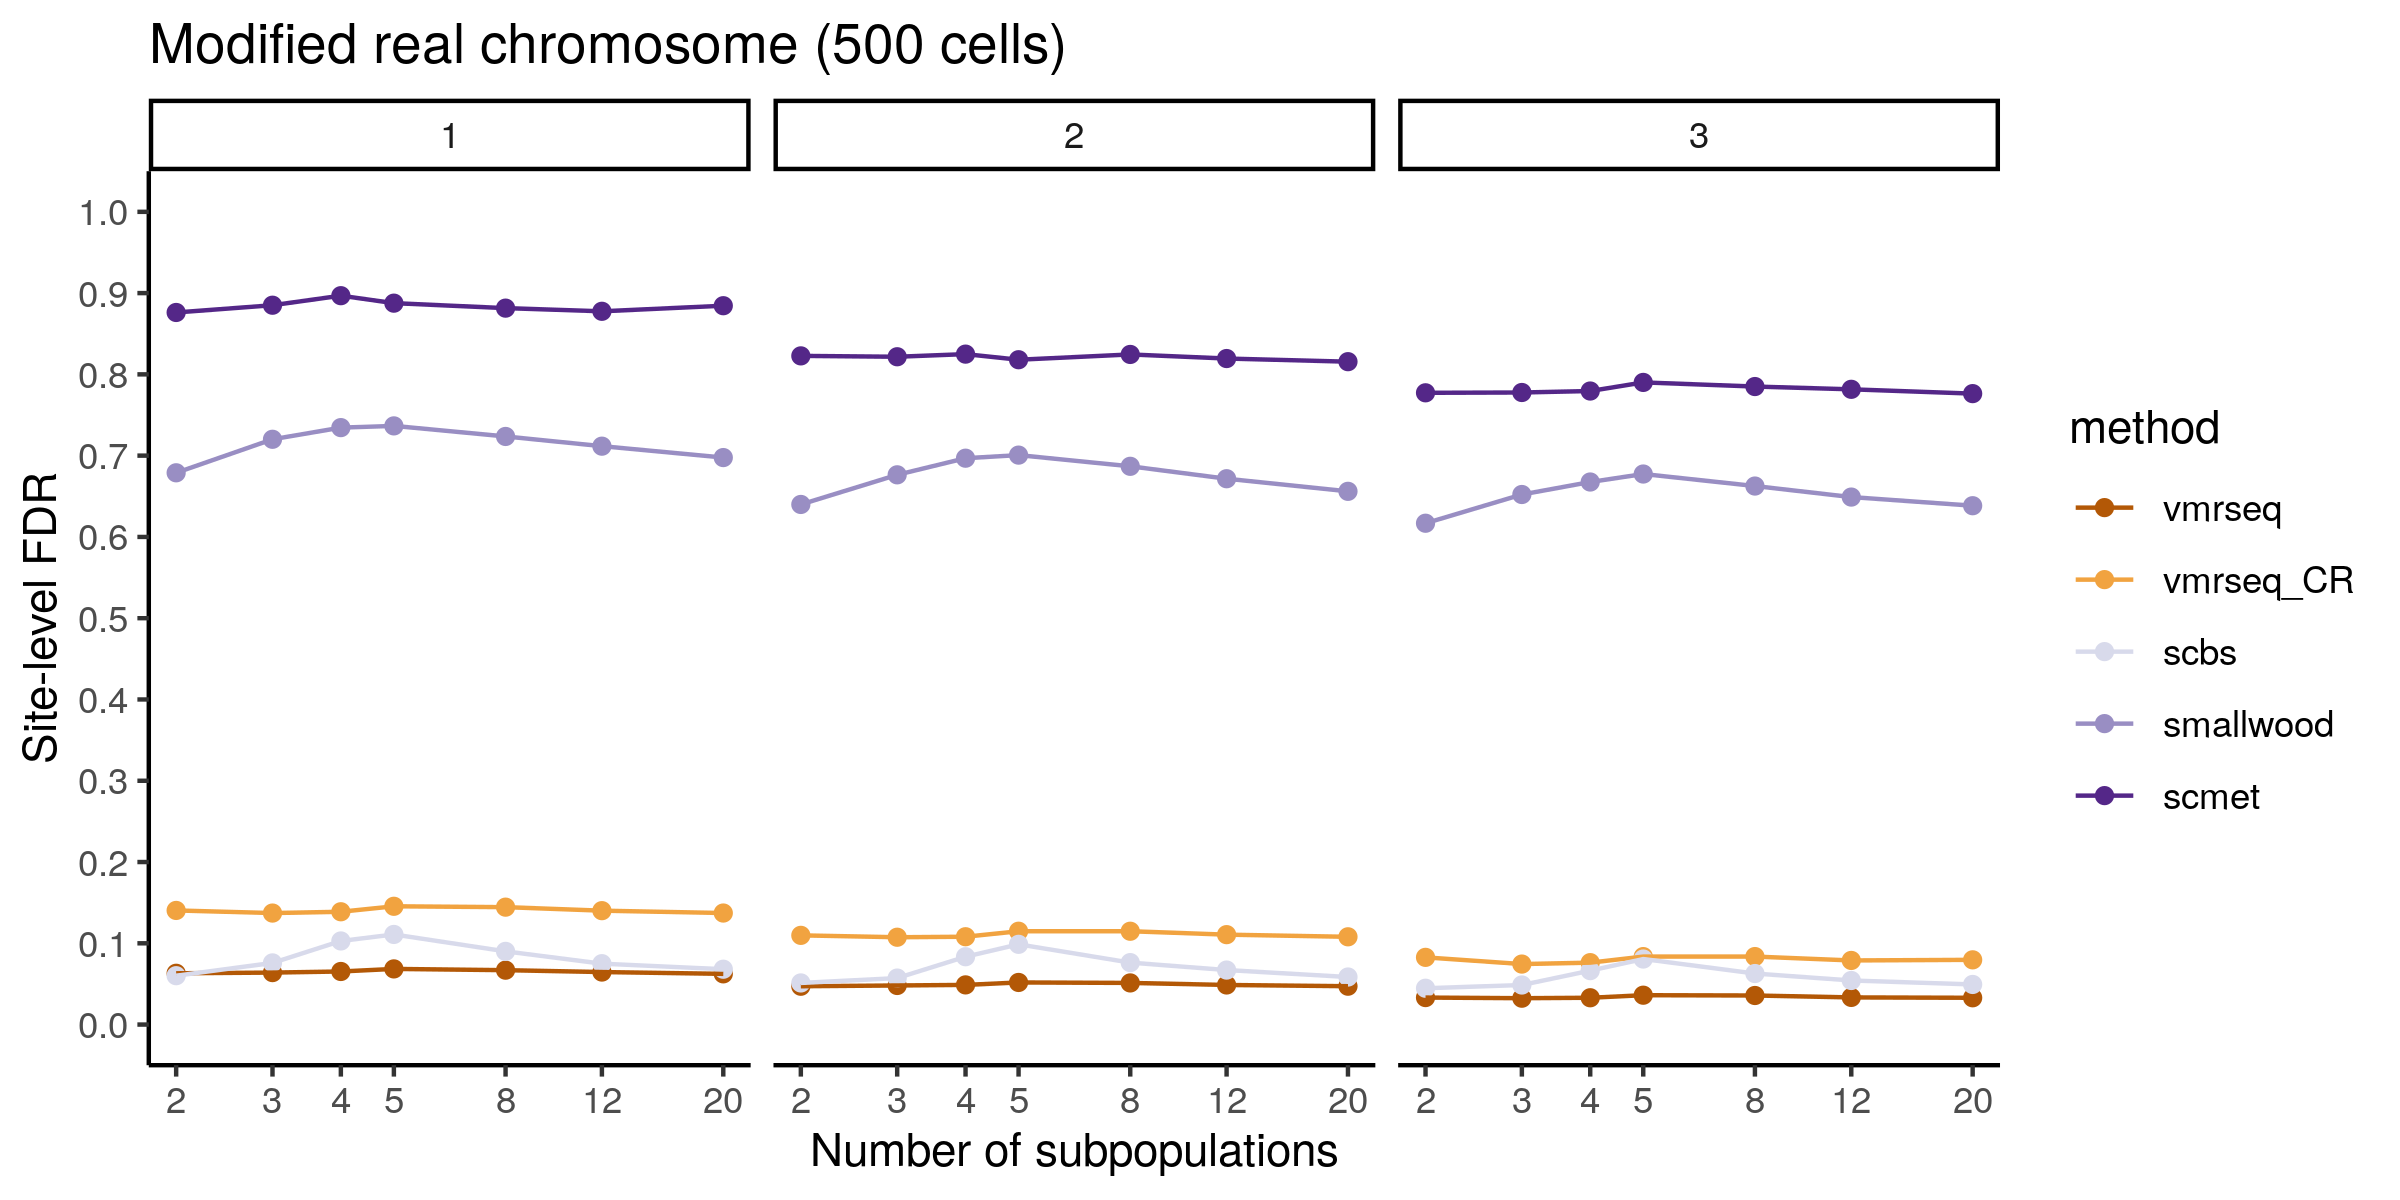 Modified real chromosome (500 cells)
1 2 3
1.0
0.9
0.8
0.7
0.6
0.5
0.4
0.3
0.2
0.1
0.0
Site-level FDR
2 3 4 5 8 12 20 2 3 4 5 8 12 20 2 3 4 5 8 12 20
Number of subpopulations
method
vmrseq
vmrseq_CR
scbs
smallwood
scmet